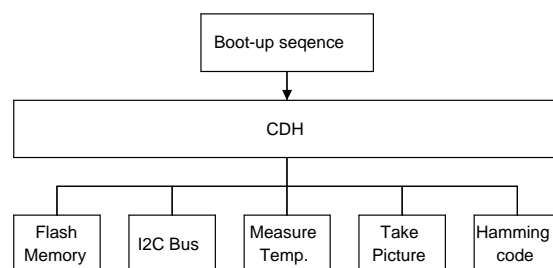 Boot-up seqence
CDH
Flash
Memory
I2C Bus
Measure
Temp.
Take
Picture
Hamming
code